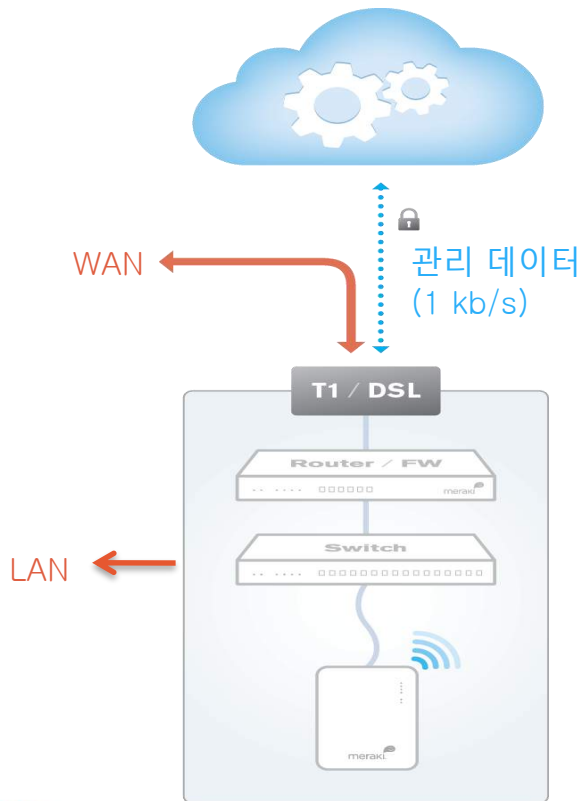 WAN
관리 데이터
(1 kb/s)
T1 / DSL
Router / FW
meraki
Switch
LAN
meraki